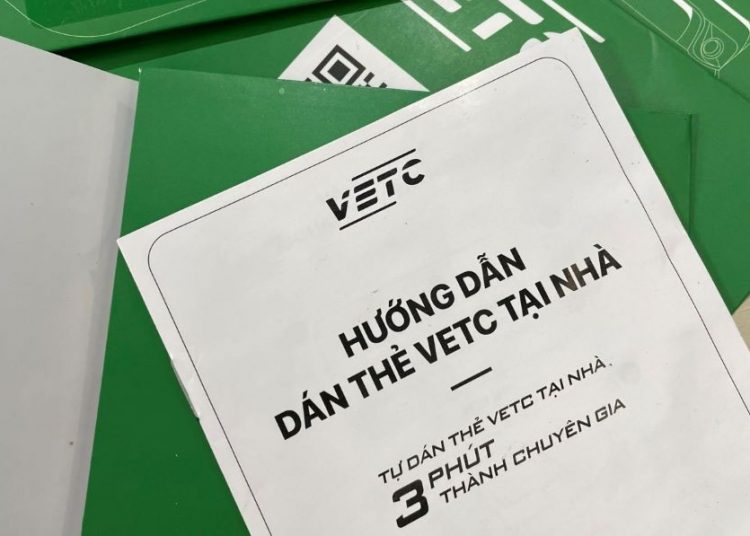 VETC
HƯỚNG DẪN
DÁN THẺ VETC TẠI NHÀ
TỰ DÁN THẺ VETC TẠI NHÀ.
3 PHÚT
THÀNH CHUYÊN GIA